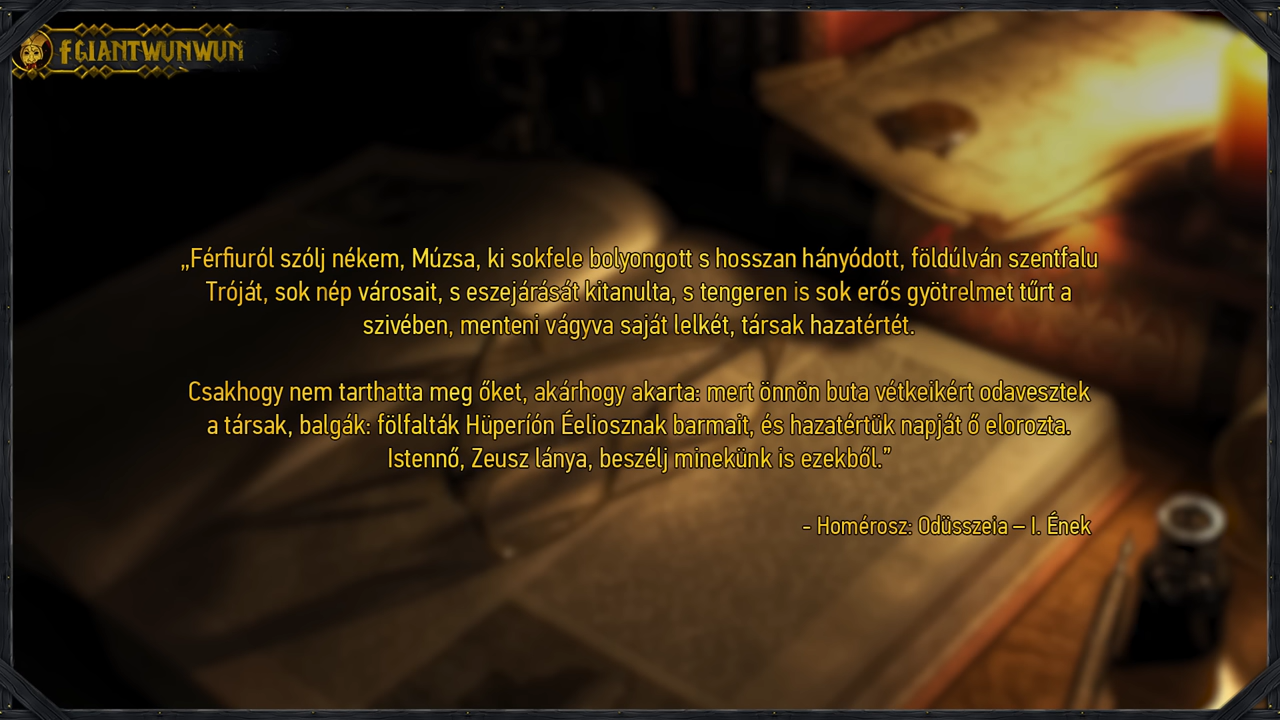 FGIANTWUNWUN
„Férfiuról szólj nékem, Múzsa, ki sokfele bolyongott s hosszan hányódott, földúlván szentfalu
Tróját, sok nép városait, s eszejárását kitanulta, s tengeren is sok erős gyötrelmet tűrt a
szivében, menteni vágyva saját lelkét, társak hazatértét.
Csakhogy nem tarthatta meg őket, akárhogy akarta: mert önnön buta vétkeikért odavesztek
a társak, balgák: fölfalták Hüperíón Éeliosznak barmait, és hazatértük napját ő elorozta.
Istennő, Zeusz lánya, beszélj minekünk is ezekből.”
- Homérosz: Odüsszeia – I. Ének